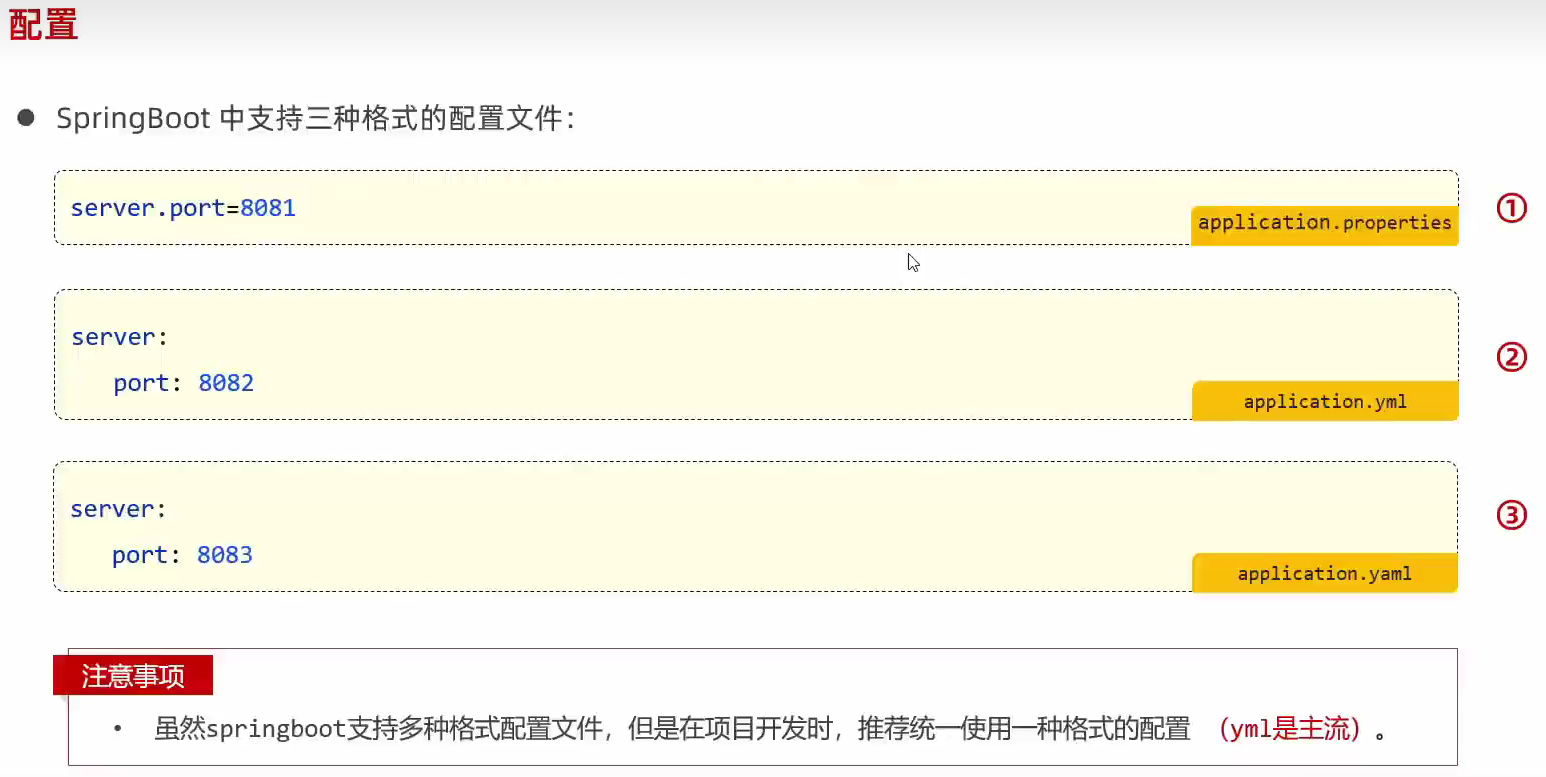 配置
● SpringBoot 中支持三种格式的配置文件：
server.port=8081
application.properties
①
server:
port: 8082
application.yml
②
server:
port: 8083
application.yaml
③
注意事项
• 虽然springboot支持多种格式配置文件，但是在项目开发时，推荐统一使用一种格式的配置 （yml是主流）。